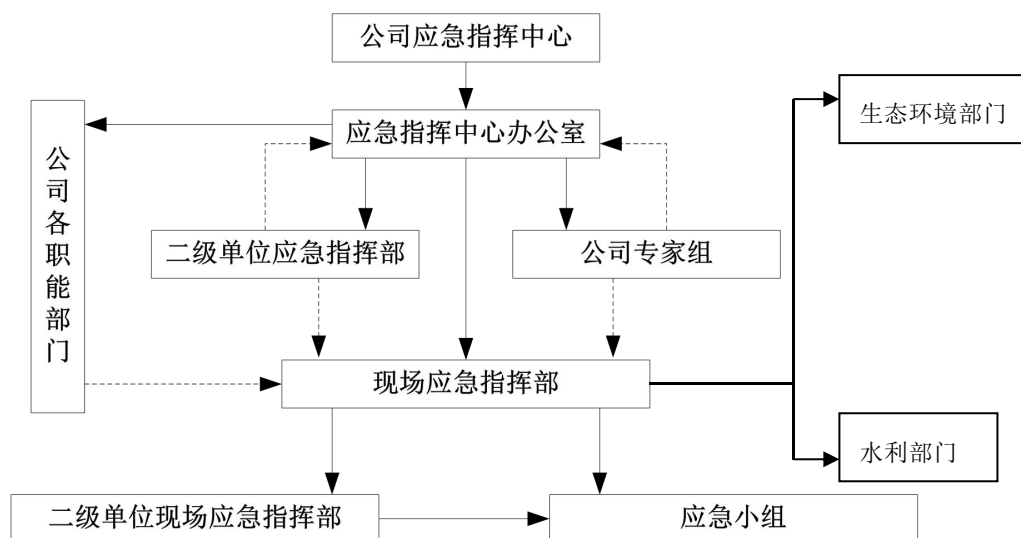 公司应急指挥中心
生态环境部门
应急指挥中心办公室
公司各职能部门
二级单位应急指挥部
公司专家组
现场应急指挥部
水利部门
二级单位现场应急指挥部
应急小组